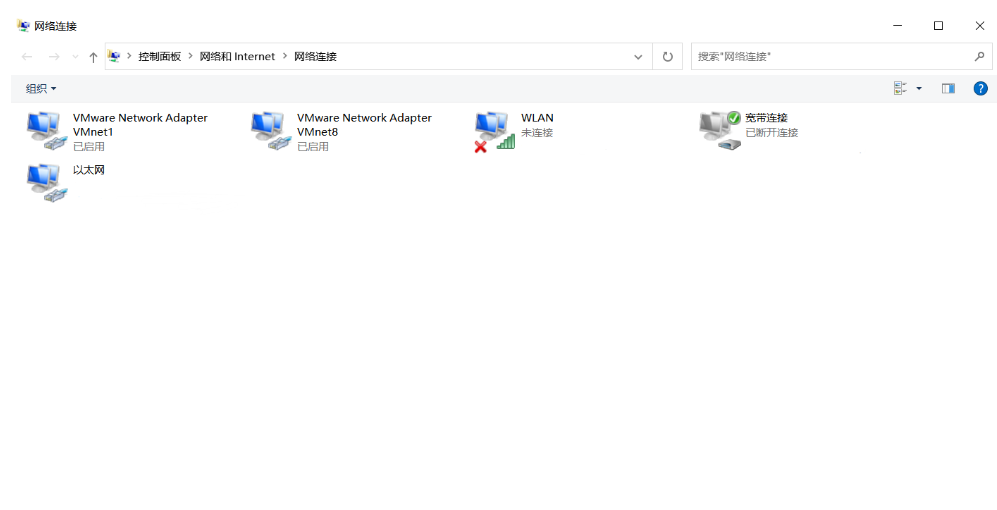 网络连接
控制面板 > 网络和 Internet > 网络连接
搜索"网络连接"
组织
VMware Network Adapter
VMnet1
已启用
VMware Network Adapter
VMnet8
已启用
WLAN
未连接
宽带连接
已断开连接
以太网